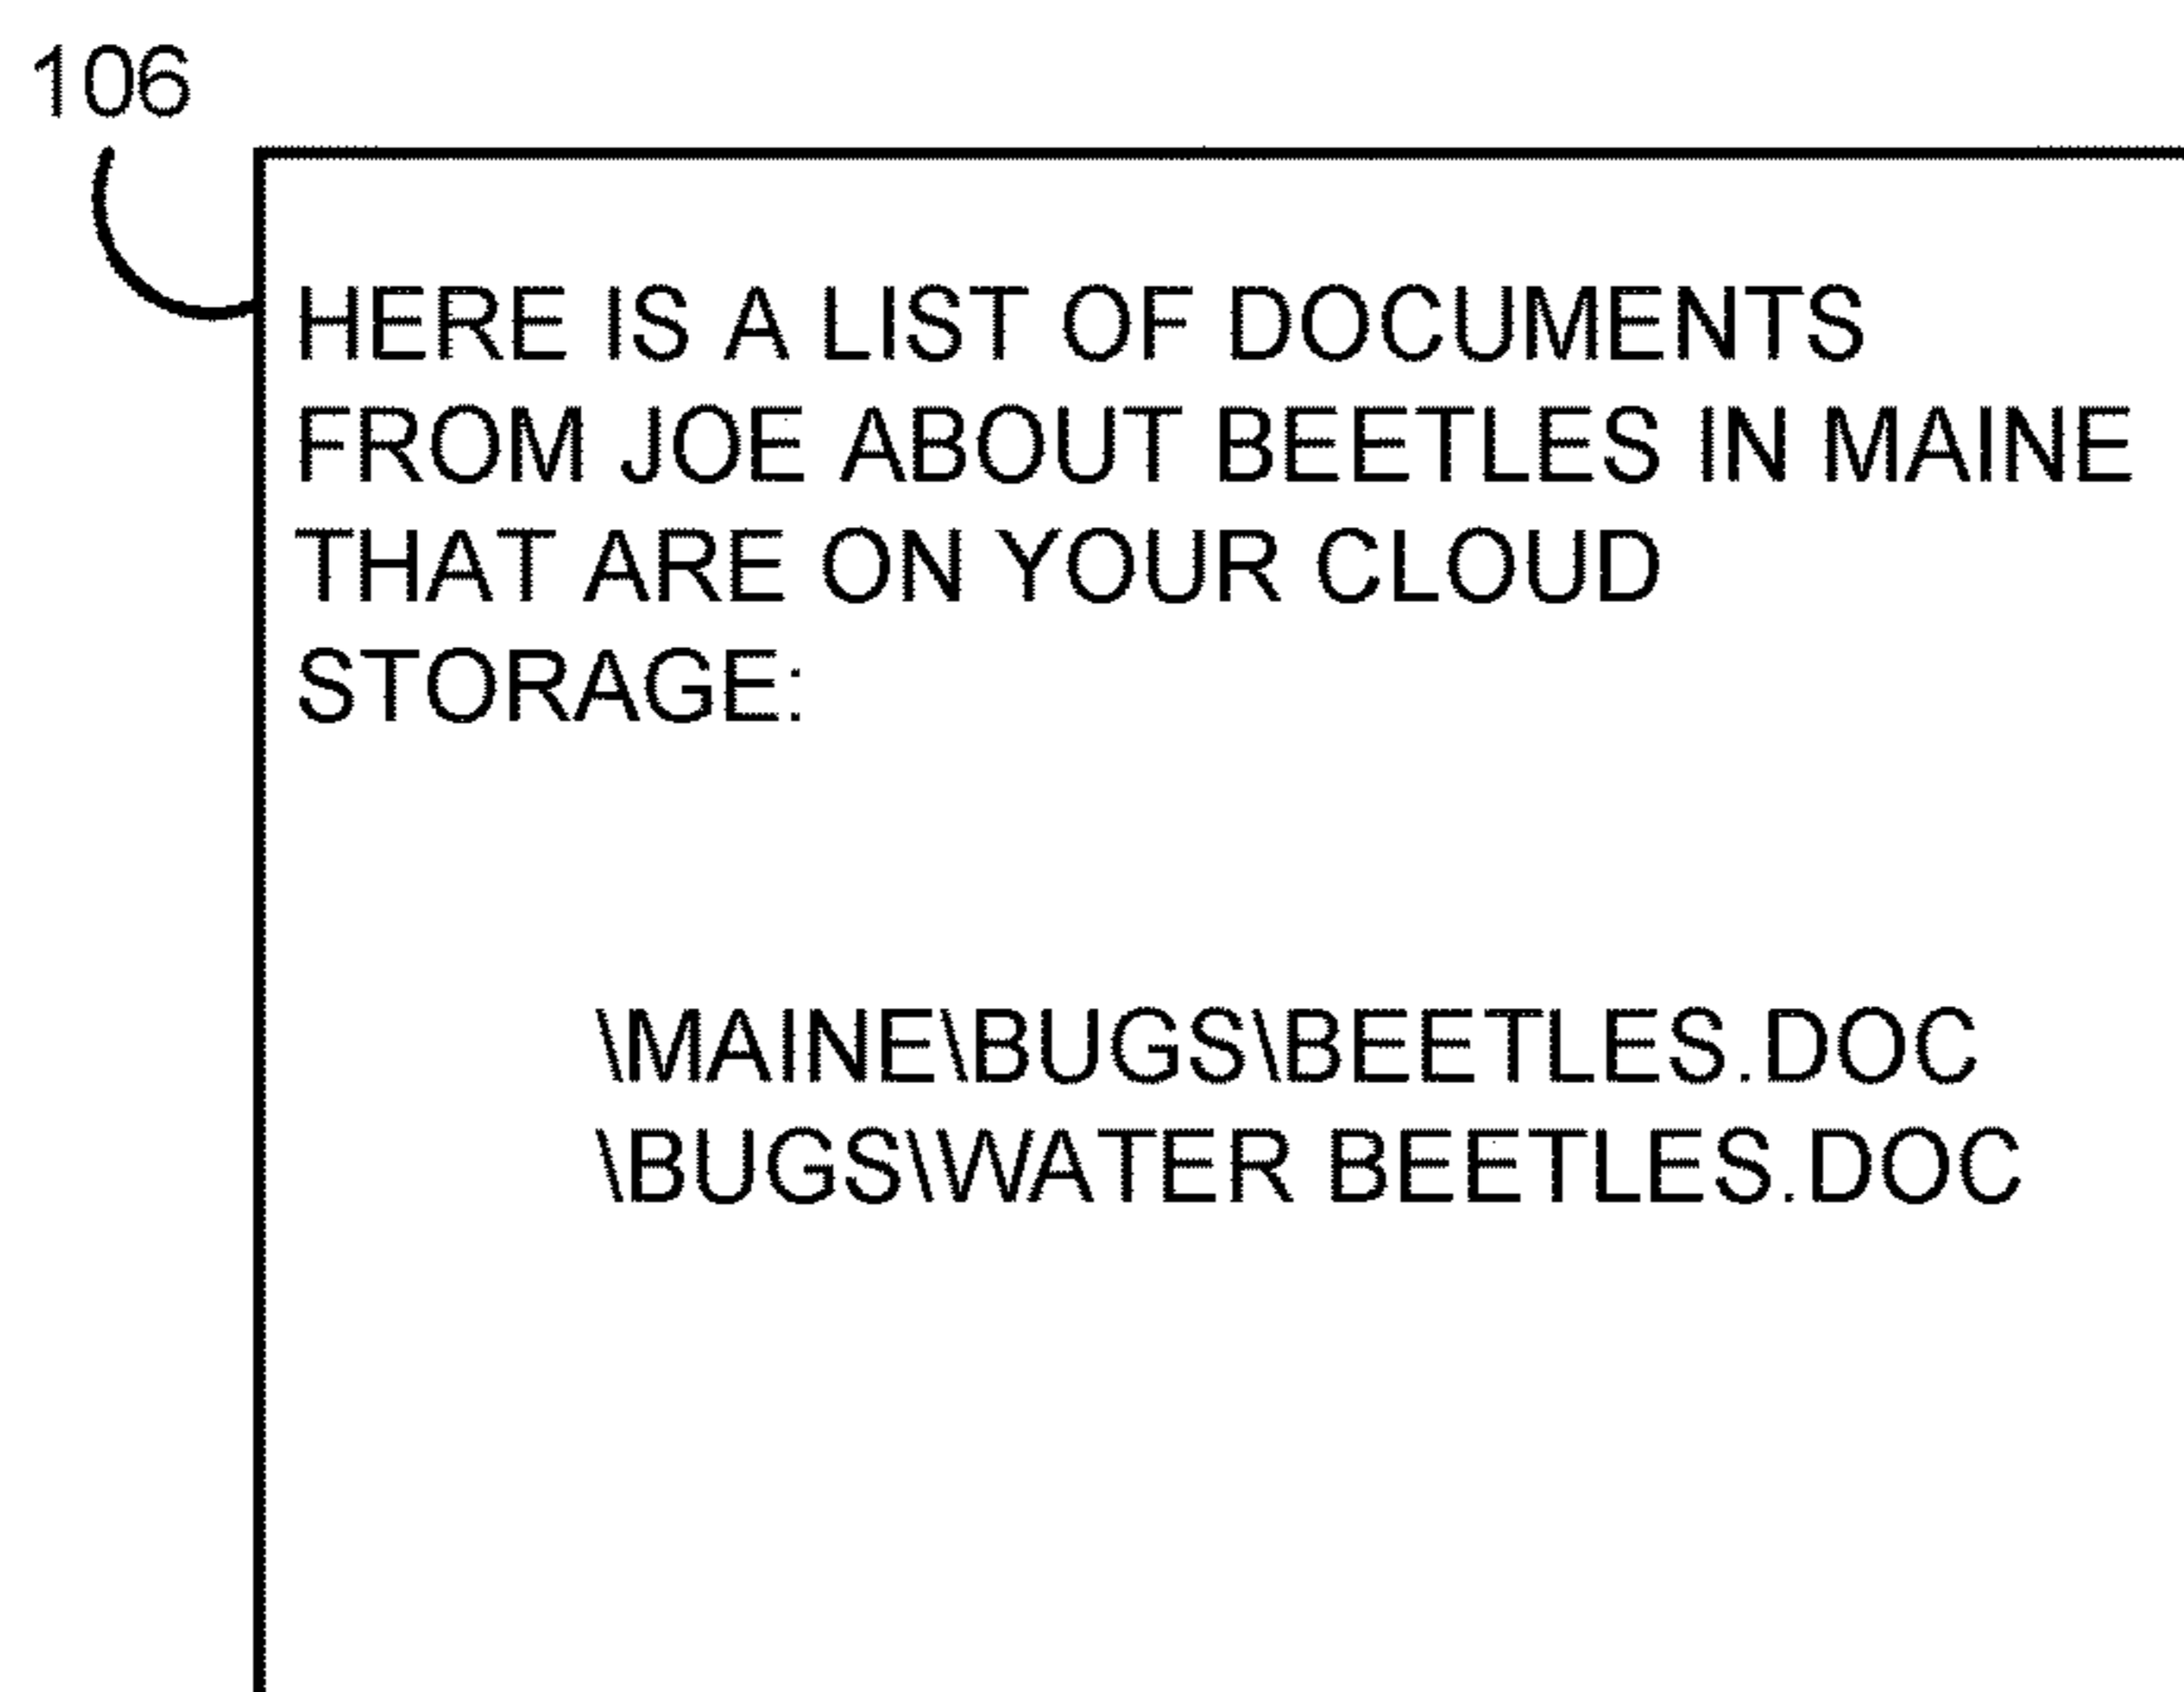 106
HERE IS A LIST OF DOCUMENTS
FROM JOE ABOUT BEETLES IN MAINE
THAT ARE ON YOUR CLOUD
STORAGE:
\MAINE\BUGS\BEETLES.DOC
\BUGS\WATER BEETLES.DOC